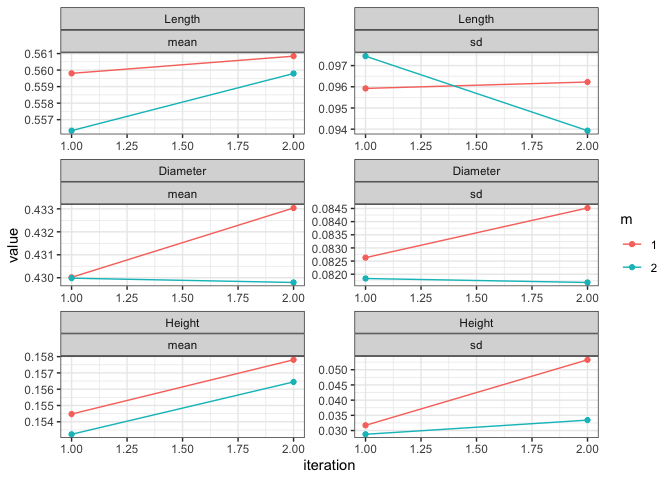 Length
mean
0.561
0.560
0.559
0.558
0.557
1.00 1.25 1.50 1.75 2.00
Length
sd
0.097
0.096
0.095
0.094
1.00 1.25 1.50 1.75 2.00
Diameter
mean
0.433
0.432
0.431
0.430
1.00 1.25 1.50 1.75 2.00
Diameter
sd
0.0845
0.0840
0.0835
0.0830
0.0825
0.0820
1.00 1.25 1.50 1.75 2.00
Height
mean
0.158
0.157
0.156
0.155
0.154
1.00 1.25 1.50 1.75 2.00
Height
sd
0.050
0.045
0.040
0.035
0.030
1.00 1.25 1.50 1.75 2.00
value
iteration
m
1
2